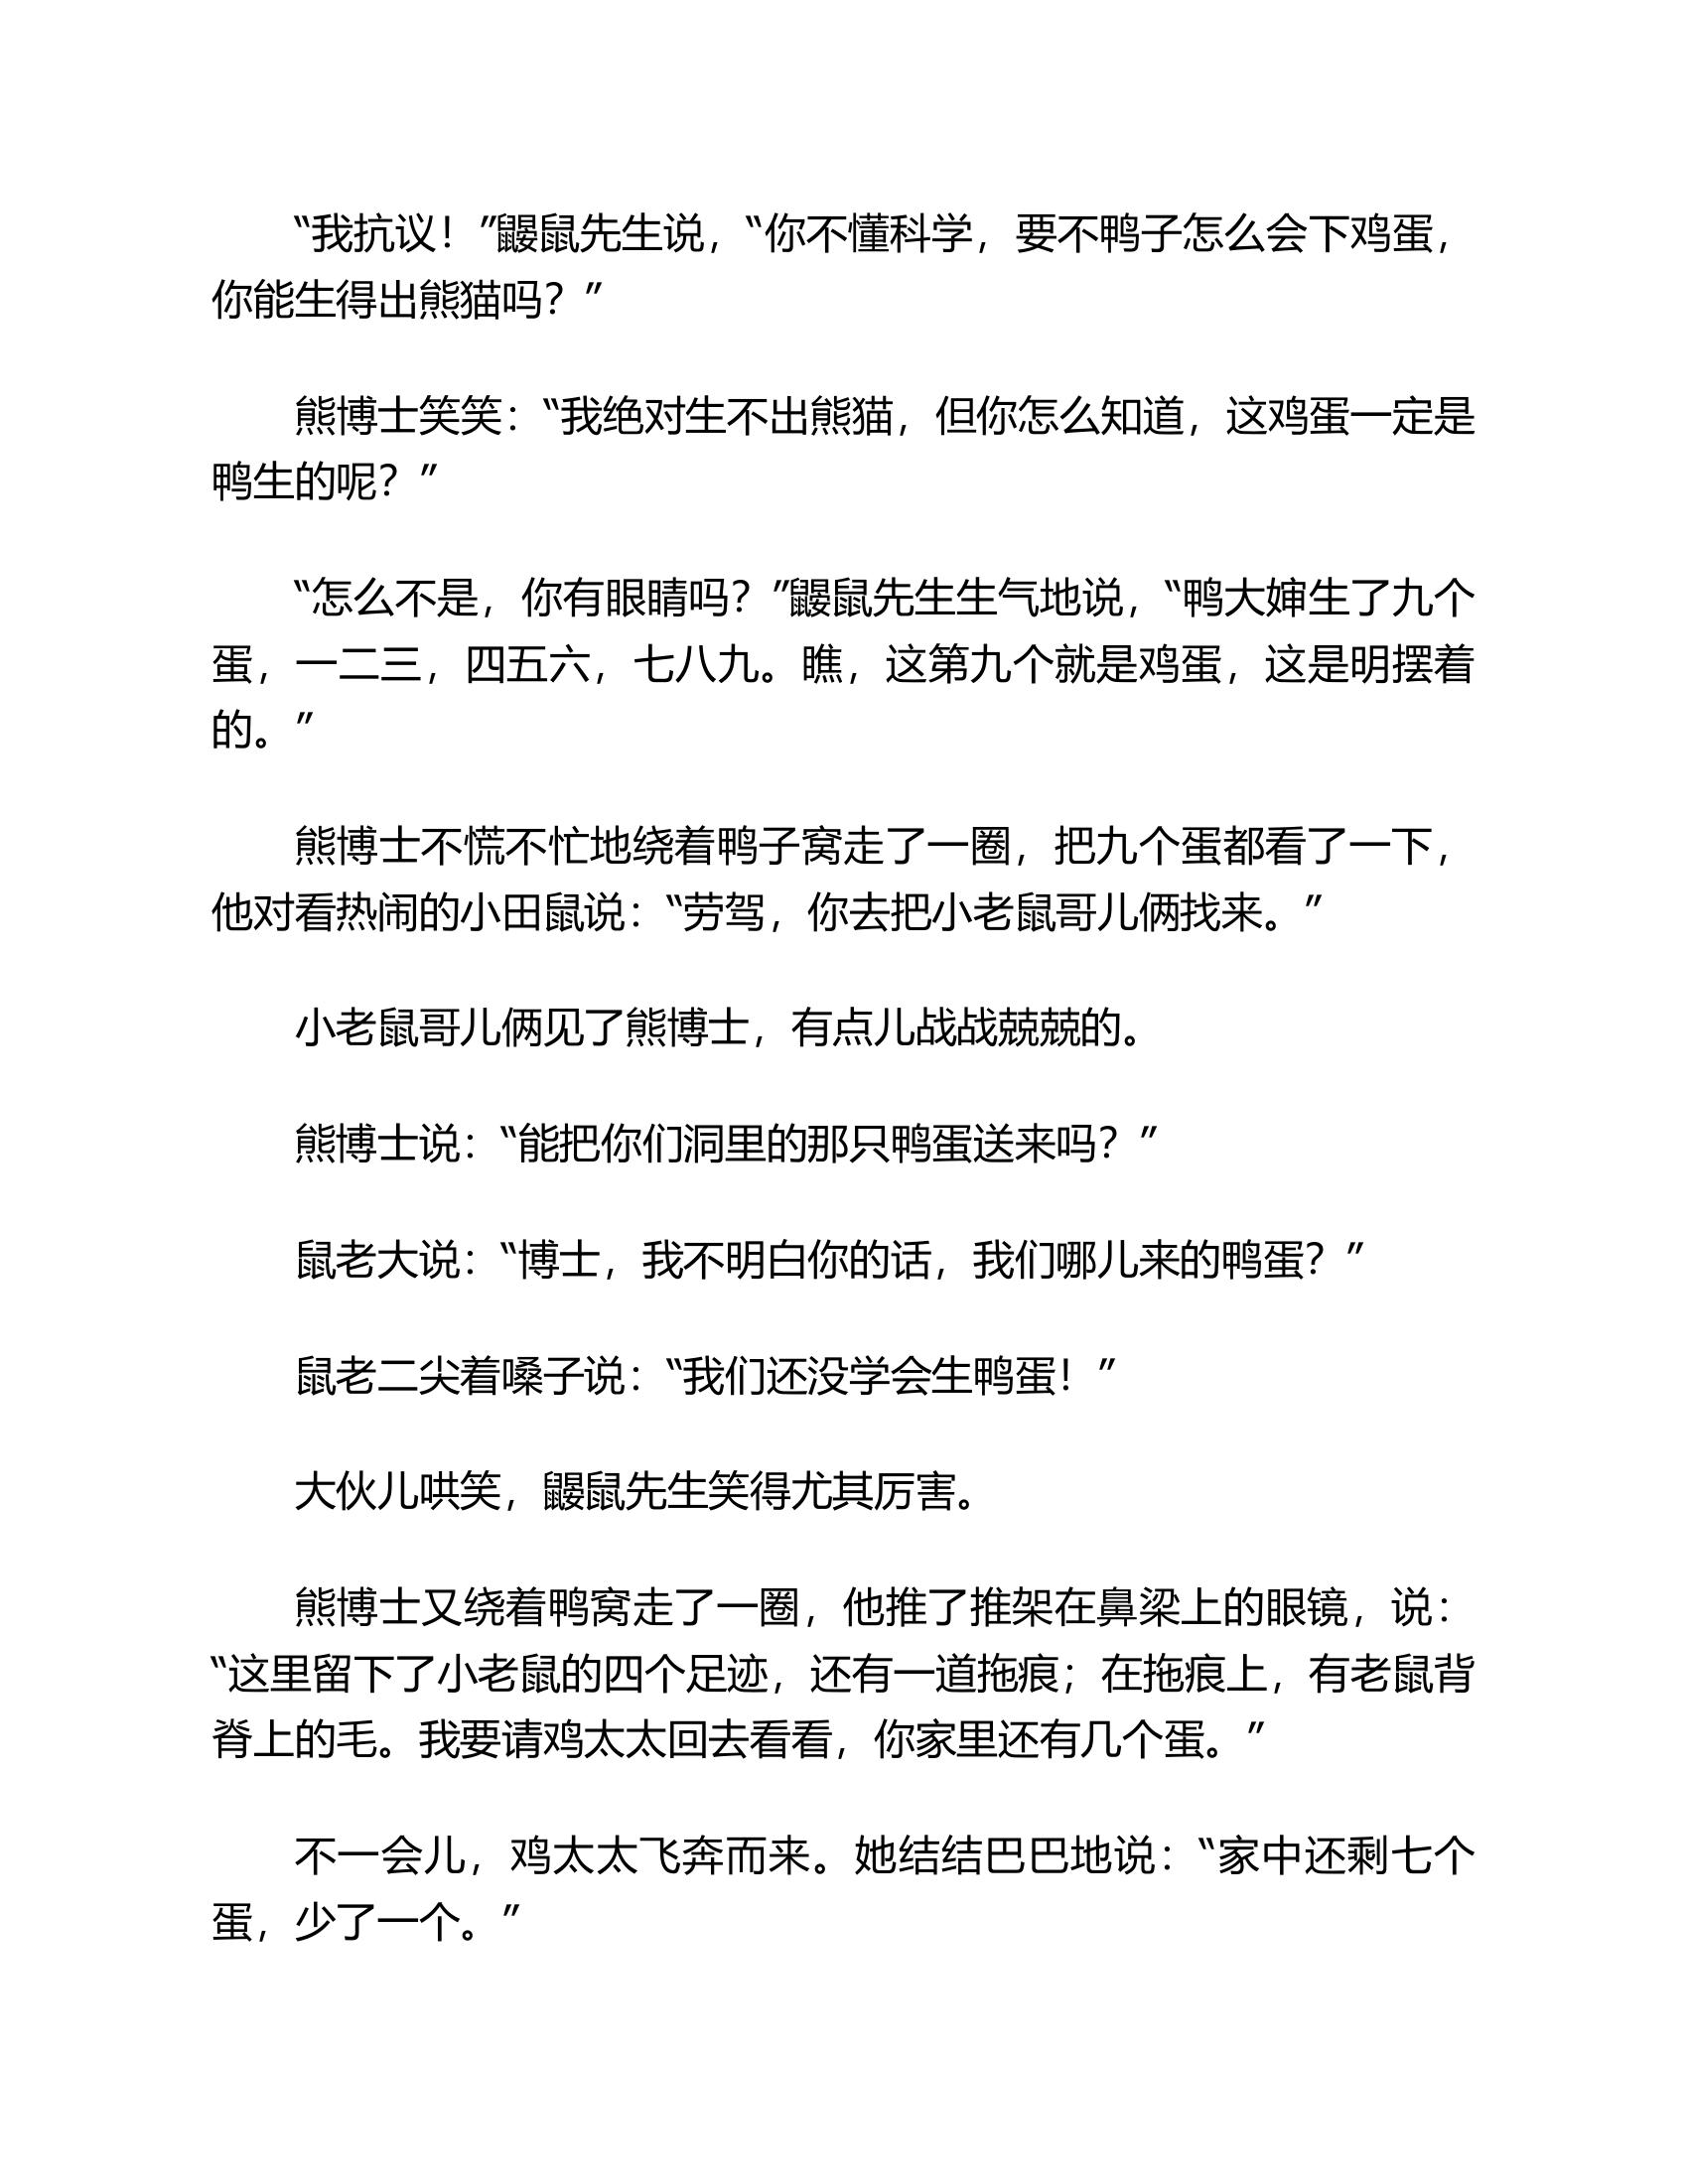 “我抗议！”鼹鼠先生说，“你不懂科学，要不鸭子怎么会下鸡蛋，
你能生得出熊猫吗？”
熊博士笑笑：“我绝对生不出熊猫，但你怎么知道，这鸡蛋一定是
鸭生的呢？”
“怎么不是，你有眼睛吗？”鼹鼠先生生气地说，“鸭大婶生了九个
蛋，一二三，四五六，七八九。瞧，这第九个就是鸡蛋，这是明摆着
的。”
熊博士不慌不忙地绕着鸭子窝走了一圈，把九个蛋都看了一下，
他对看热闹的小田鼠说：“劳驾，你去把小老鼠哥儿俩找来。”
小老鼠哥儿俩见了熊博士，有点儿战战兢兢的。
熊博士说：“能把你们洞里的那只鸭蛋送来吗？”
鼠老大说：“博士，我不明白你的话，我们哪儿来的鸭蛋？”
鼠老二尖着嗓子说：“我们还没学会生鸭蛋！”
大伙儿哄笑，鼹鼠先生笑得尤其厉害。
熊博士又绕着鸭窝走了一圈，他推了推架在鼻梁上的眼镜，说：
“这里留下了小老鼠的四个足迹，还有一道拖痕；在拖痕上，有老鼠背
脊上的毛。我要请鸡太太回去看看，你家里还有几个蛋。”
不一会儿，鸡太太飞奔而来。她结结巴巴地说：“家中还剩七个
蛋，少了一个。”